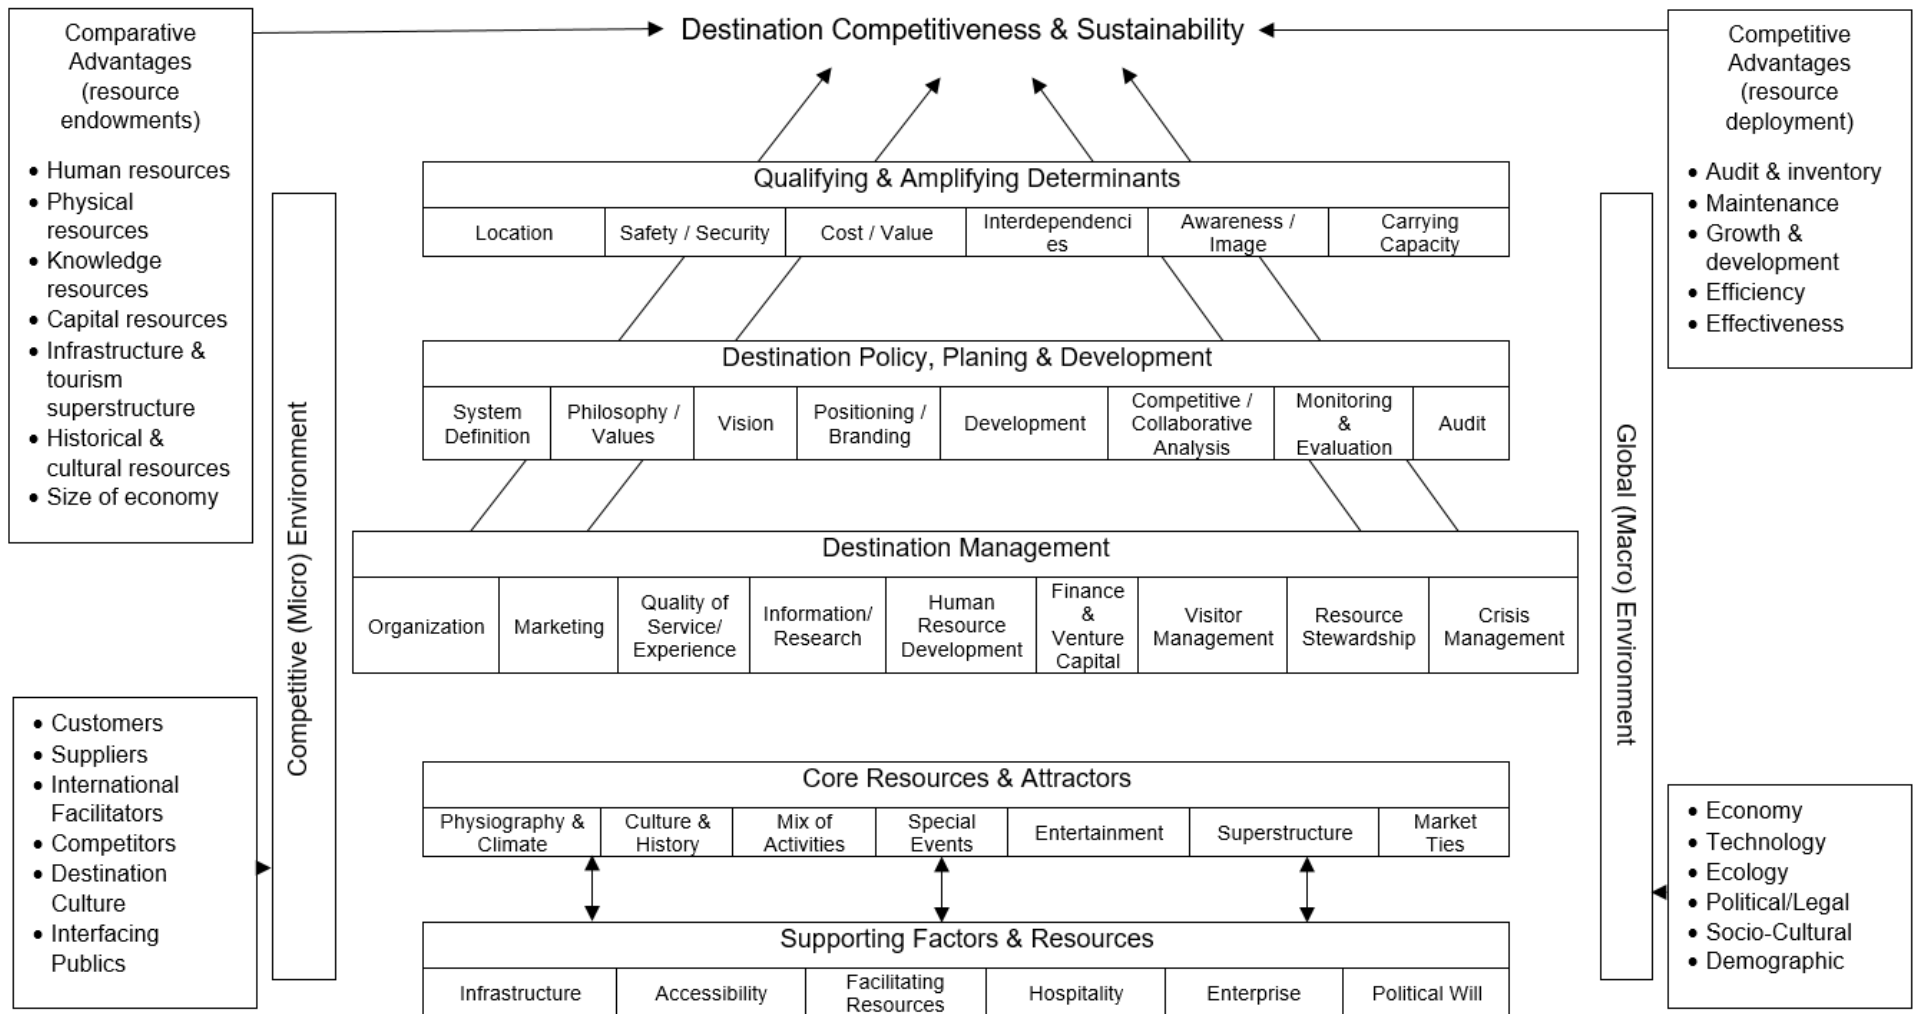 Comparative
Advantages
(resource
endowments)
• Human resources
• Physical
resources
• Knowledge
resources
• Capital resources
• Infrastructure &
tourism
superstructure
• Historical &
cultural resources
• Size of economy
Destination Competitiveness & Sustainability
Competitive
Advantages
(resource
deployment)
• Audit & inventory
• Maintenance
• Growth &
development
• Efficiency
• Effectiveness
Competitive (Micro) Environment
Global (Macro) Environment
Qualifying & Amplifying Determinants
Location
Safety / Security
Cost / Value
Interdependenci
es
Awareness /
Image
Carrying
Capacity
Destination Policy, Planing & Development
System
Definition
Philosophy /
Values
Vision
Positioning /
Branding
Development
Competitive /
Collaborative
Analysis
Monitoring
&
Evaluation
Audit
Destination Management
Organization
Marketing
Quality of
Service/
Experience
Information/
Research
Human
Resource
Development
Finance
&
Venture
Capital
Visitor
Management
Resource
Stewardship
Crisis
Management
• Customers
• Suppliers
• International
Facilitators
• Competitors
• Destination
Culture
• Interfacing
Publics
Core Resources & Attractors
Physiography &
Climate
Culture &
History
Mix of
Activities
Special
Events
Entertainment
Superstructure
Market
Ties
Supporting Factors & Resources
Infrastructure
Accessibility
Facilitating
Resources
Hospitality
Enterprise
Political Will
• Economy
• Technology
• Ecology
• Political/Legal
• Socio-Cultural
• Demographic